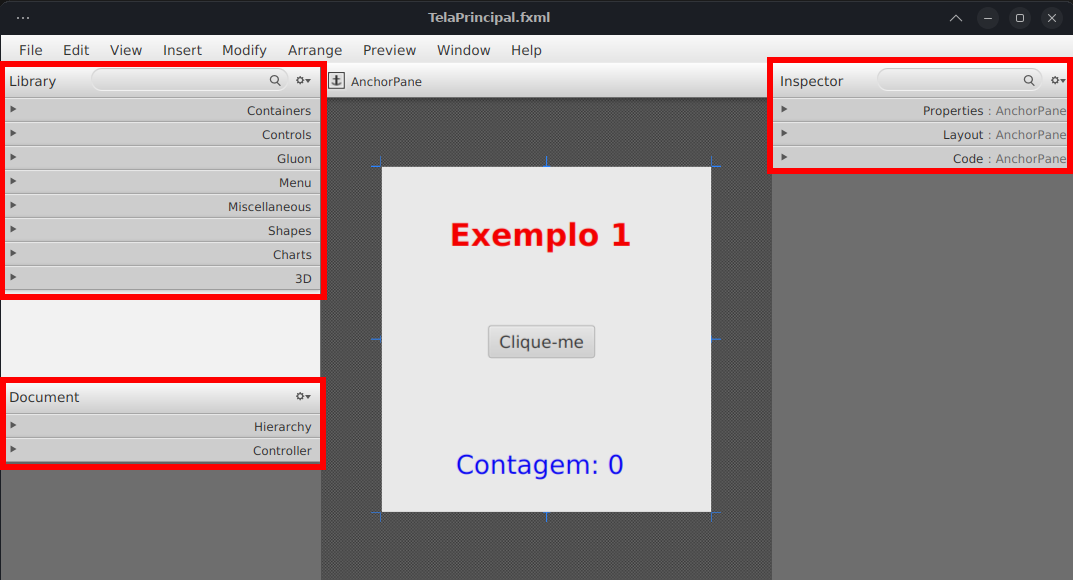 TelaPrincipal.fxml
File Edit View Insert Modify Arrange Preview Window Help
Library
Containers
Controls
Gluon
Menu
Miscellaneous
Shapes
Charts
3D
Document
Hierarchy
Controller
AnchorPane
Exemplo 1
Clique-me
Contagem: 0
Inspector
Properties : AnchorPane
Layout : AnchorPane
Code : AnchorPane